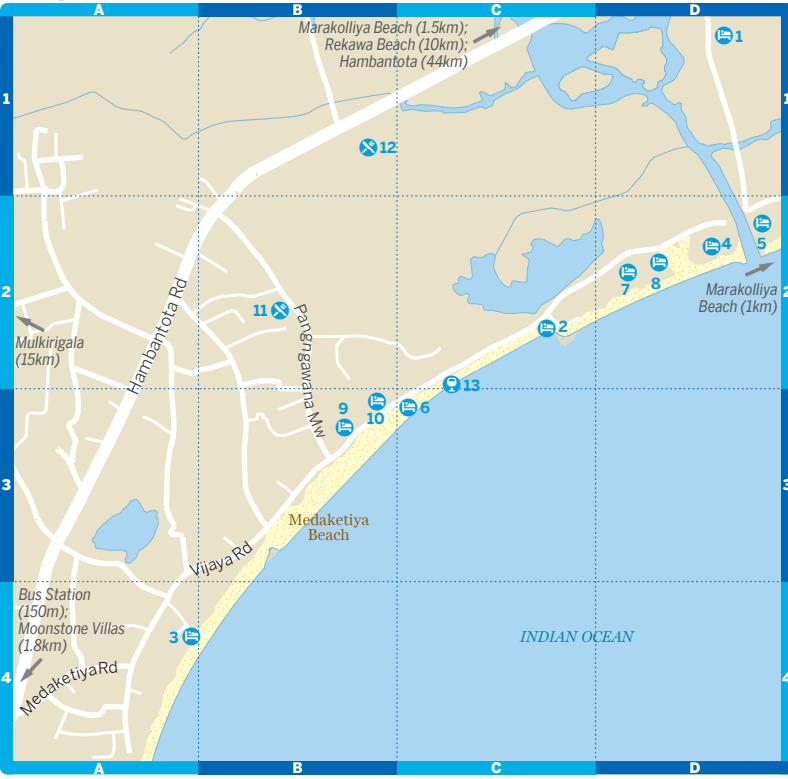 A B C D
Marakolliya Beach (1.5km);
Rekawa Beach (10km);
Hambantota (44km)
1
1
1
12
Hambantota Rd
4
5
7
8
2
2
Marakolliya
Beach (1km)
11
Pangngawana Mw
2
Mulkirigala
(15km)
13
9
10
6
3
3
Medaketiya
Beach
Vijaya Rd
Bus Station
(150m);
Moonstone Villas
(1.8km)
3
INDIAN OCEAN
Medaketiya Rd
4
4
A B C D